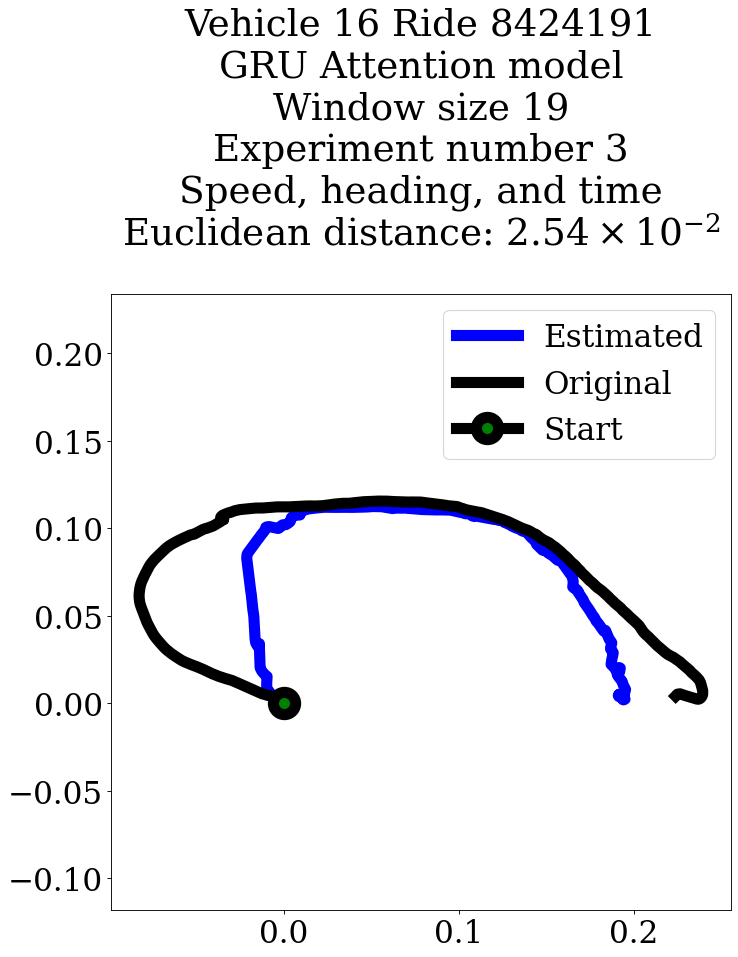 Vehicle 16 Ride 8424191
GRU Attention model
Window size 19
Experiment number 3
Speed, heading, and time
Euclidean distance: 2.54 × 10⁻²
Estimated
Original
Start
0.20
0.15
0.10
0.05
0.00
−0.05
−0.10
0.0 0.1 0.2